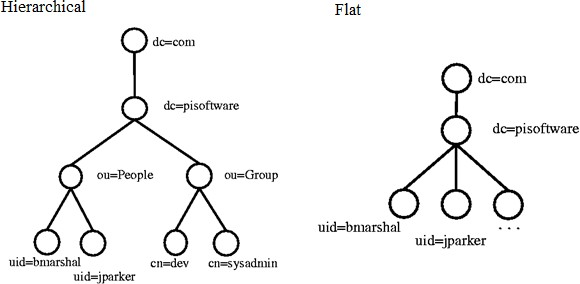 Hierarchical
dc=com
dc=pisoftware
ou=People
ou=Group
uid=bmarshal
uid=jparker
cn=dev
cn=sysadmin
Flat
dc=com
dc=pisoftware
uid=bmarshal
uid=jparker
...